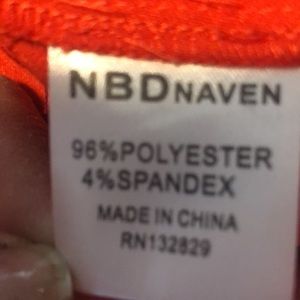 NBDNAVEN
96%POLYESTER
4%SPANDEX
MADE IN CHINA
RN132829